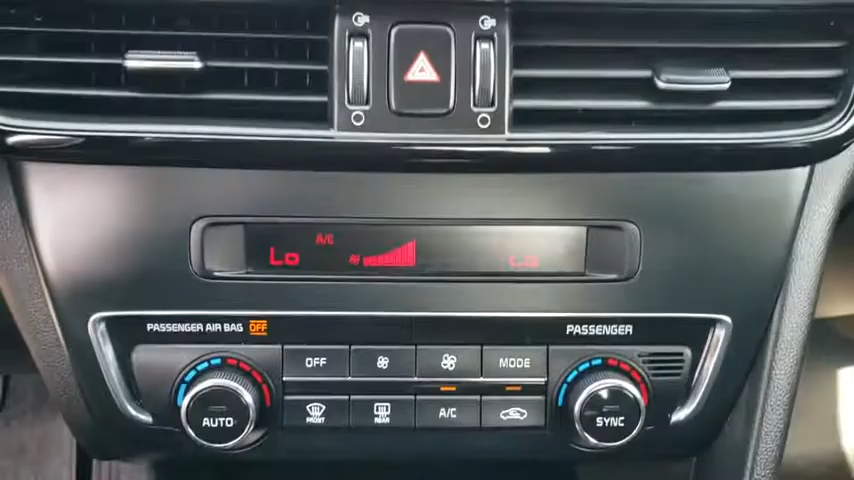 A/C
Lo
Lo
PASSENGER AIR BAG OFF
PASSENGER
OFF
MODE
FRONT
REAR
A/C
AUTO
SYNC